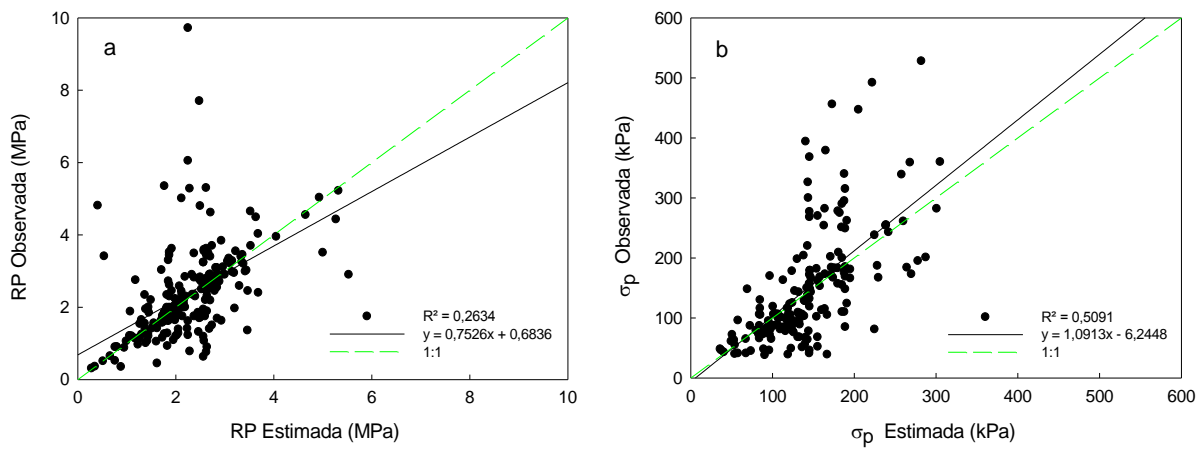 a
RP Observada (MPa)
10
8
6
4
2
0
R² = 0,2634
y = 0,7526x + 0,6836
1:1
0 2 4 6 8 10
RP Estimada (MPa)
b
σp Observada (kPa)
600
500
400
300
200
100
0
R² = 0,5091
y = 1,0913x - 6,2448
1:1
0 100 200 300 400 500 600
σp Estimada (kPa)